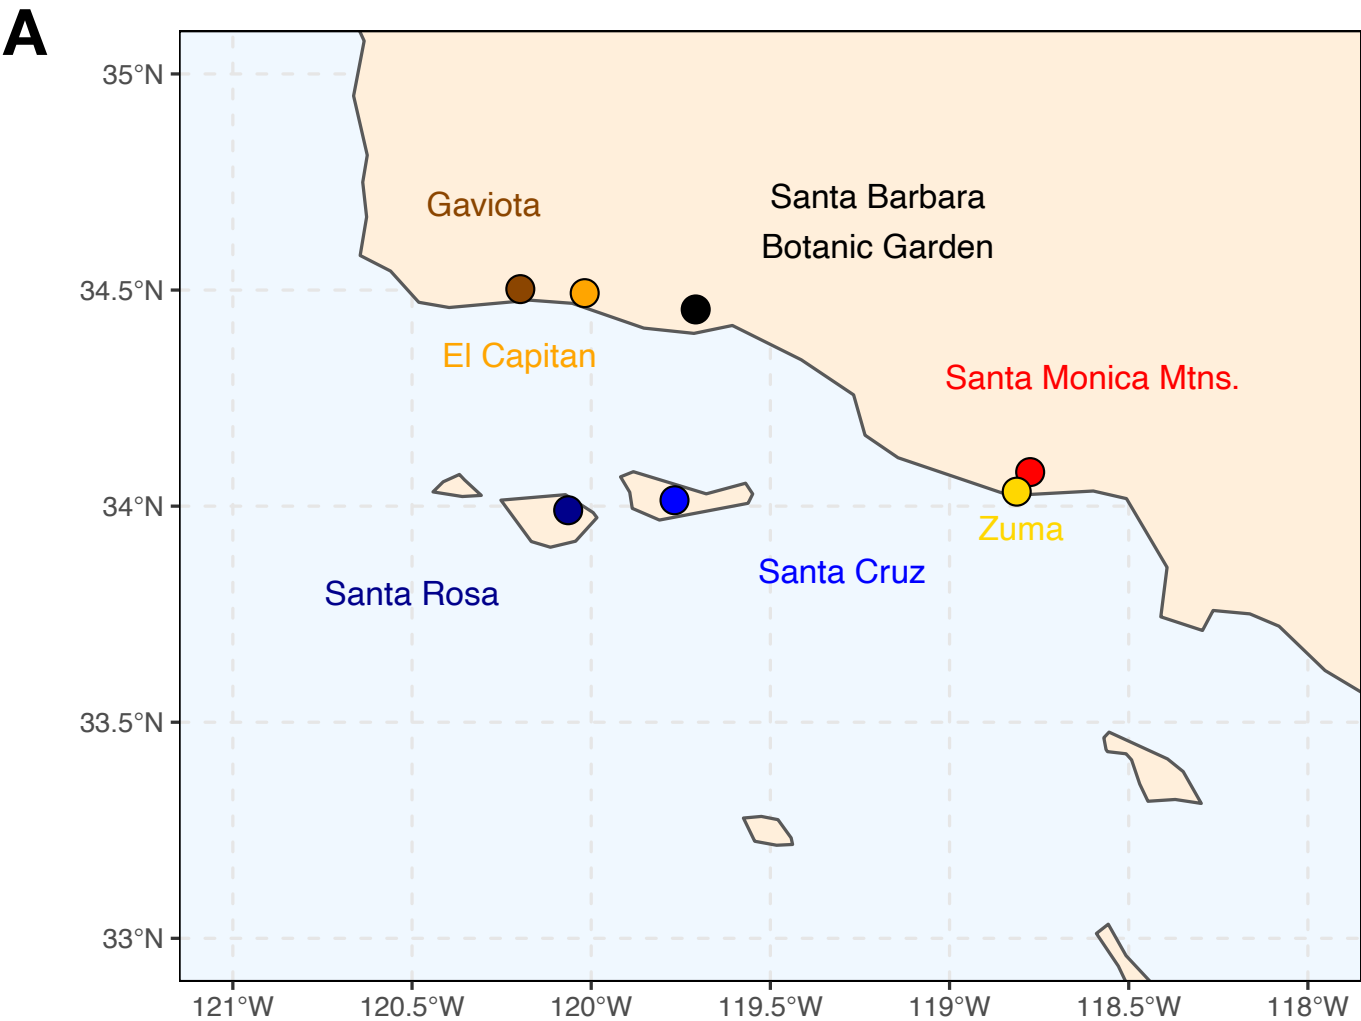 A
35°N
34.5°N
34°N
33.5°N
33°N
Gaviota
Santa Barbara
Botanic Garden
El Capitan
Santa Monica Mtns.
Zuma
Santa Cruz
Santa Rosa
121°W
120.5°W
120°W
119.5°W
119°W
118.5°W
118°W